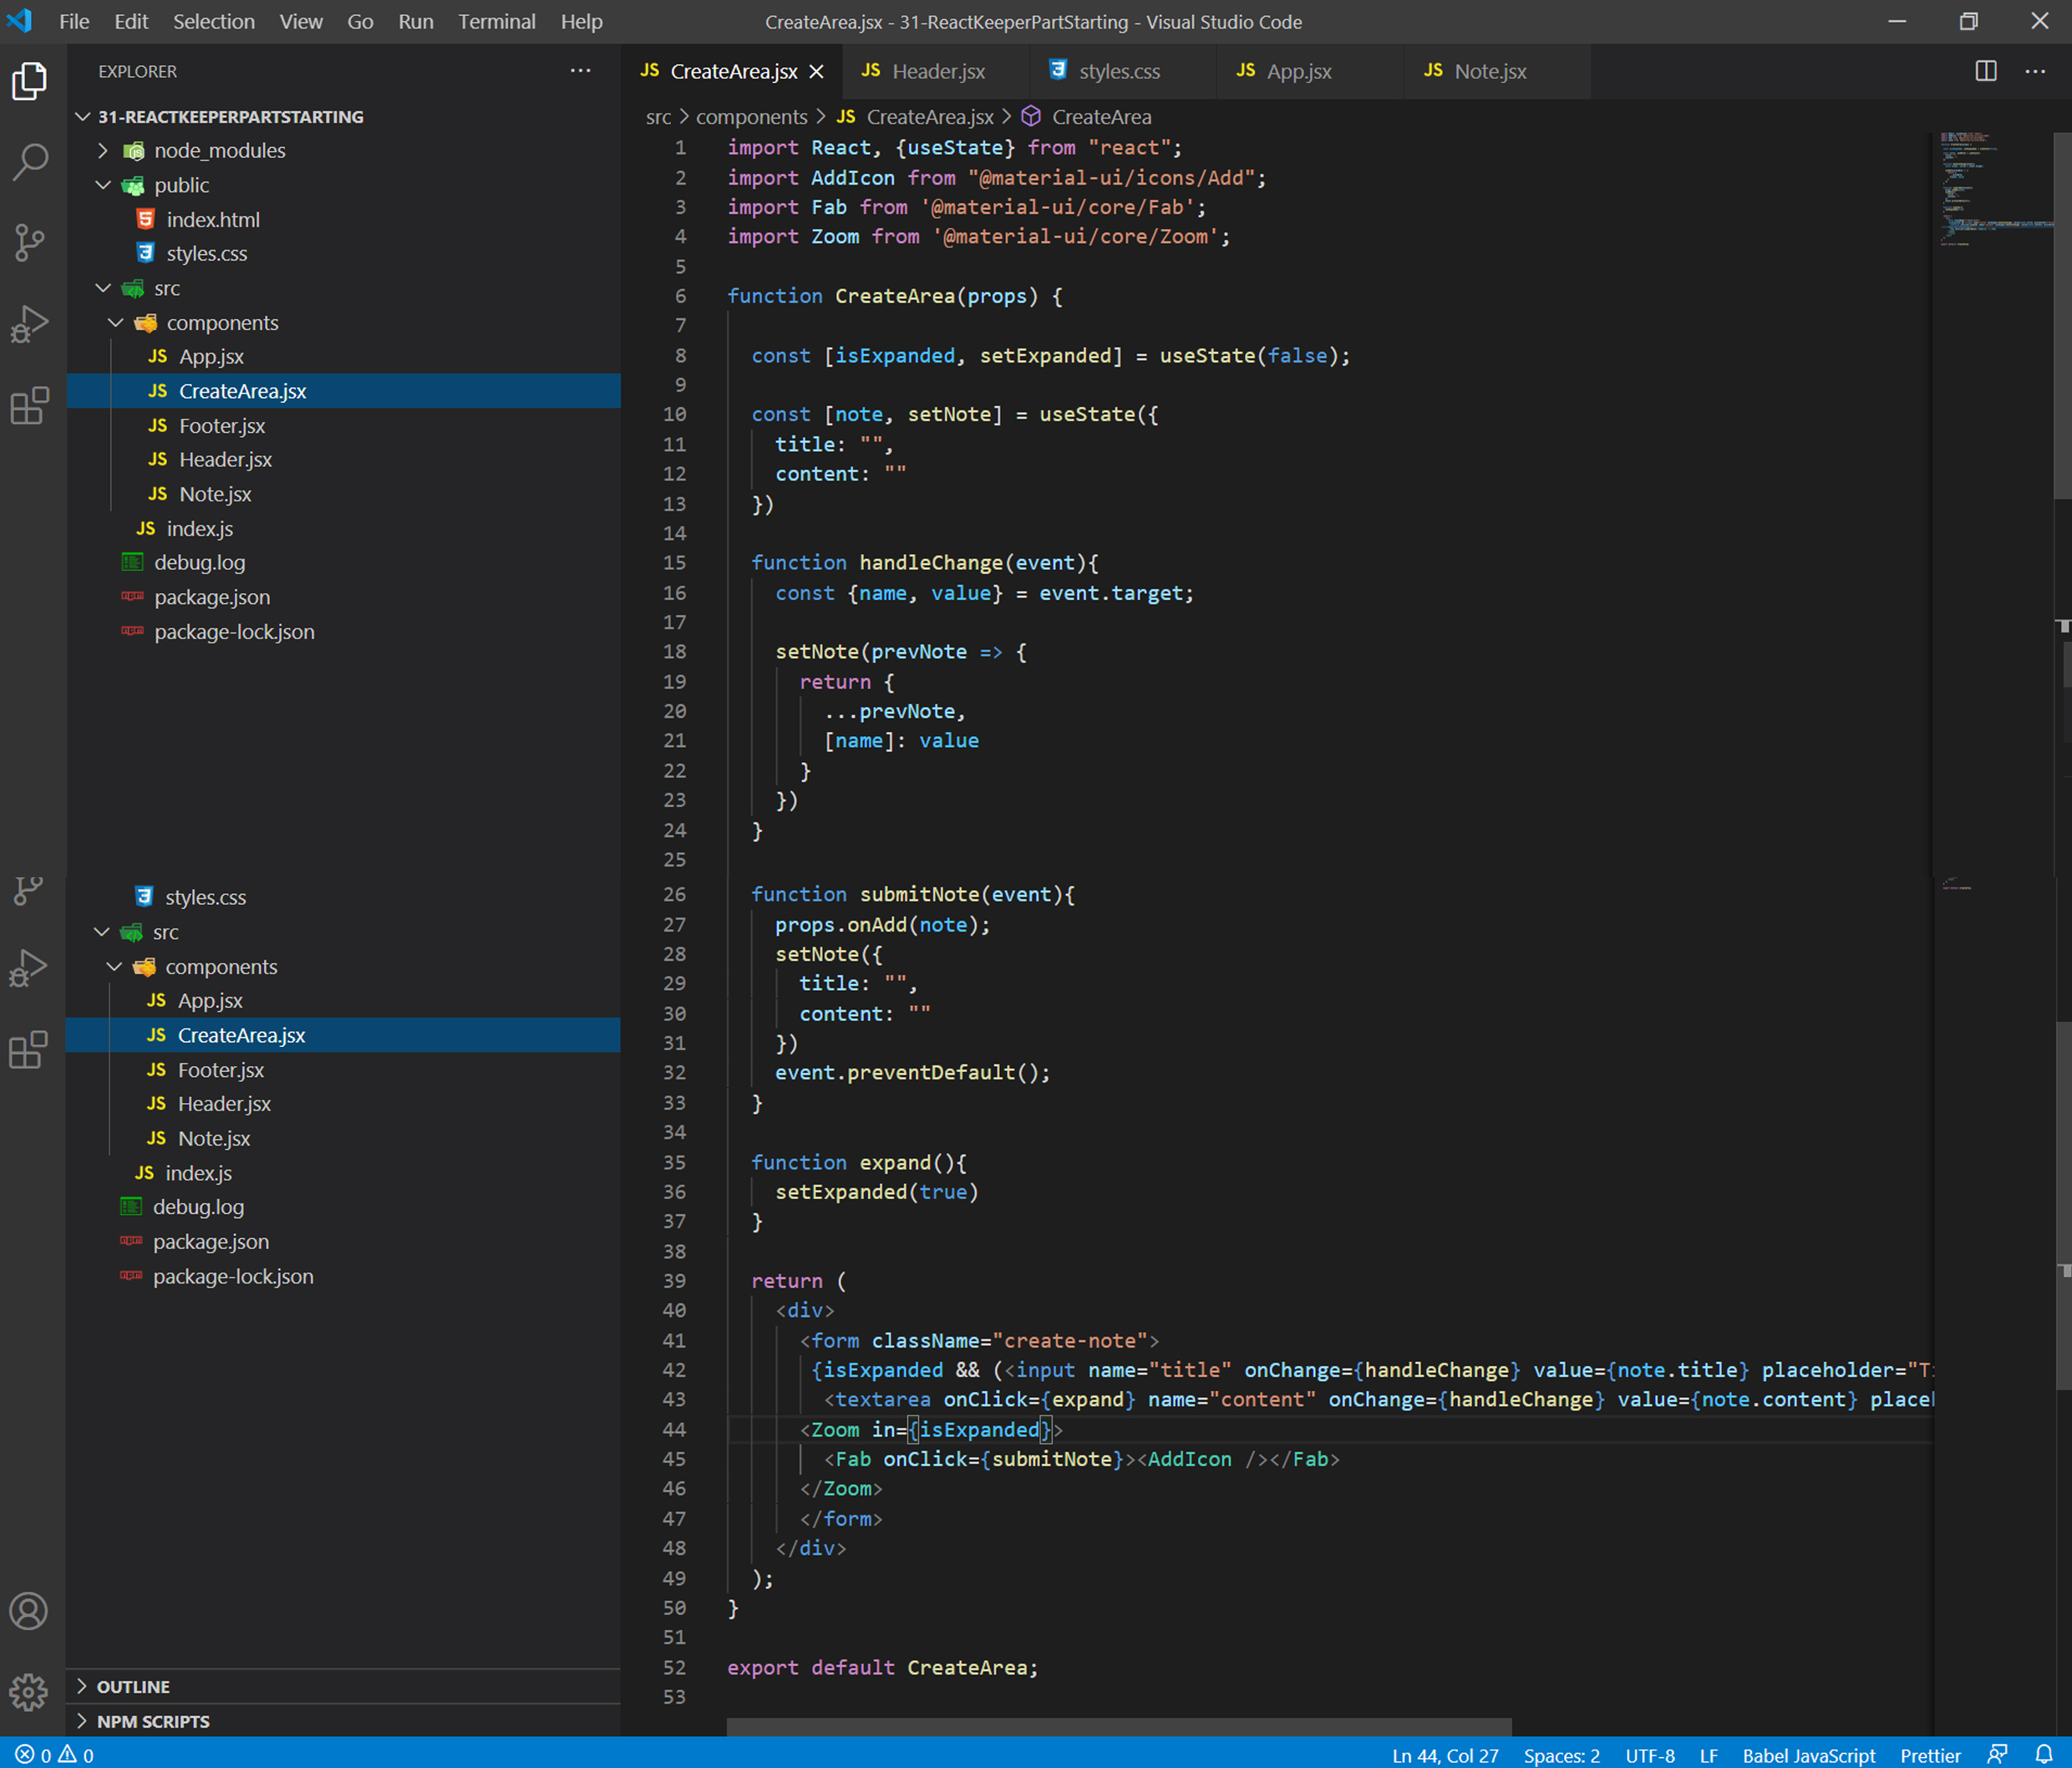 File Edit Selection View Go Run Terminal Help CreateArea.jsx - 31-ReactKeeperPartStarting - Visual Studio Code
EXPLORER ···
31-REACTKEEPERPARTSTARTING
node_modules
public
index.html
styles.css
src
components
JS App.jsx
JS CreateArea.jsx
JS Footer.jsx
JS Header.jsx
JS Note.jsx
JS index.js
debug.log
package.json
package-lock.json
styles.css
src
components
JS App.jsx
JS CreateArea.jsx
JS Footer.jsx
JS Header.jsx
JS Note.jsx
JS index.js
debug.log
package.json
package-lock.json
OUTLINE
NPM SCRIPTS
JS CreateArea.jsx JS Header.jsx styles.css JS App.jsx JS Note.jsx ···
src > components > JS CreateArea.jsx > CreateArea
1 import React, {useState} from "react";
2 import AddIcon from "@material-ui/icons/Add";
3 import Fab from '@material-ui/core/Fab';
4 import Zoom from '@material-ui/core/Zoom';
5
6 function CreateArea(props) {
7
8 const [isExpanded, setExpanded] = useState(false);
9
10 const [note, setNote] = useState({
11 title: "",
12 content: ""
13 })
14
15 function handleChange(event){
16 const {name, value} = event.target;
17
18 setNote(prevNote => {
19 return {
20 ...prevNote,
21 [name]: value
22 }
23 })
24 }
25
26 function submitNote(event){
27 props.onAdd(note);
28 setNote({
29 title: "",
30 content: ""
31 })
32 event.preventDefault();
33 }
34
35 function expand(){
36 setExpanded(true)
37 }
38
39 return (
40 <div>
41 <form className="create-note">
42 {isExpanded && (<input name="title" onChange={handleChange} value={note.title} placeholder="T
43 <textarea onClick={expand} name="content" onChange={handleChange} value={note.content} place
44 <Zoom in={isExpanded}>
45 <Fab onClick={submitNote}><AddIcon /></Fab>
46 </Zoom>
47 </form>
48 </div>
49 );
50 }
51
52 export default CreateArea;
53
0 0 Ln 44, Col 27 Spaces: 2 UTF-8 LF Babel JavaScript Prettier